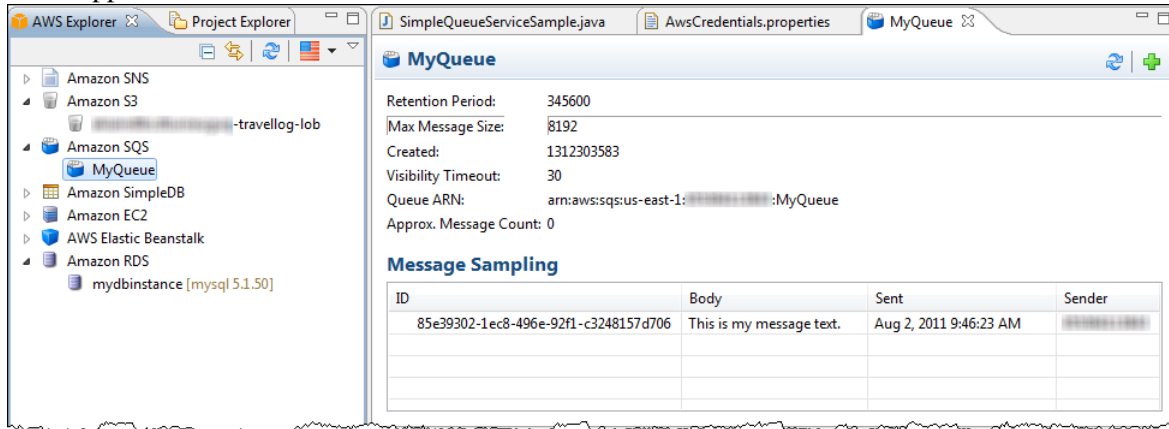 AWS Explorer Project Explorer
Amazon SNS
Amazon S3
-travellog-lob
Amazon SQS
MyQueue
Amazon SimpleDB
Amazon EC2
AWS Elastic Beanstalk
Amazon RDS
mydbinstance [mysql 5.1.50]
SimpleQueueServiceSample.java AwsCredentials.properties MyQueue
MyQueue
Retention Period: 345600
Max Message Size: 8192
Created: 1312303583
Visibility Timeout: 30
Queue ARN: arn:aws:sqs:us-east-1: :MyQueue
Approx. Message Count: 0
Message Sampling
ID Body Sent Sender
85e39302-1ec8-496e-92f1-c3248157d706 This is my message text. Aug 2, 2011 9:46:23 AM